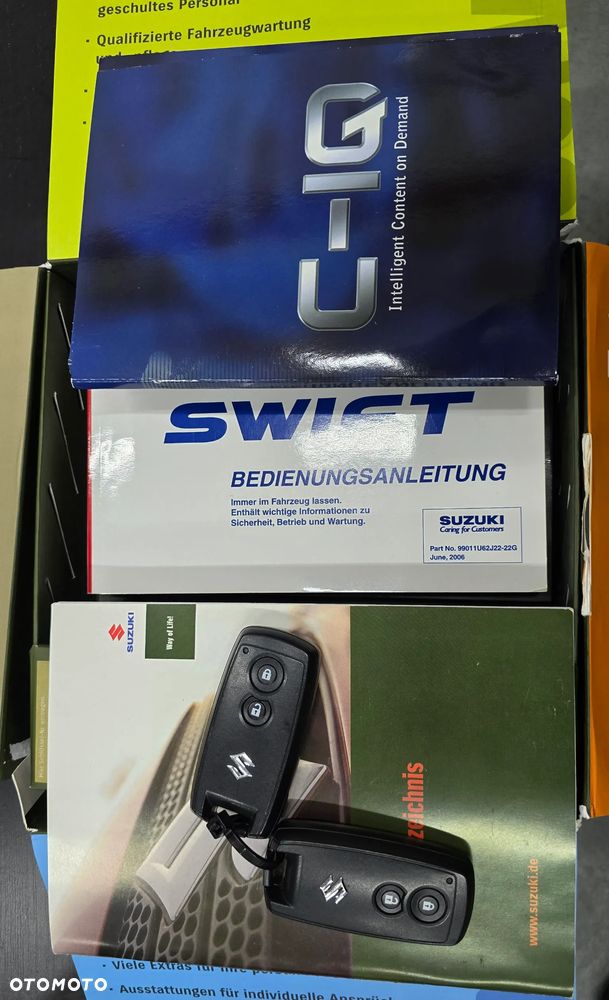 geschultes Personal
· Qualifizierte Fahrzeugwartung
und
C-IQ
Intelligent Content on Demand
SWIFT
BEDIENUNGSANLEITUNG
Immer im Fahrzeug lassen.
Enthält wichtige Informationen zu
Sicherheit, Betrieb und Wartung.
SUZUKI
Caring for Customers
Part No. 99011U62J22-22G
June, 2006
SUZUKI
Way of Life!
zeichnis
www.suzuki.de
· Viele Extras für Ihre
· Ausstattungen für individuelle
OTOMOTO